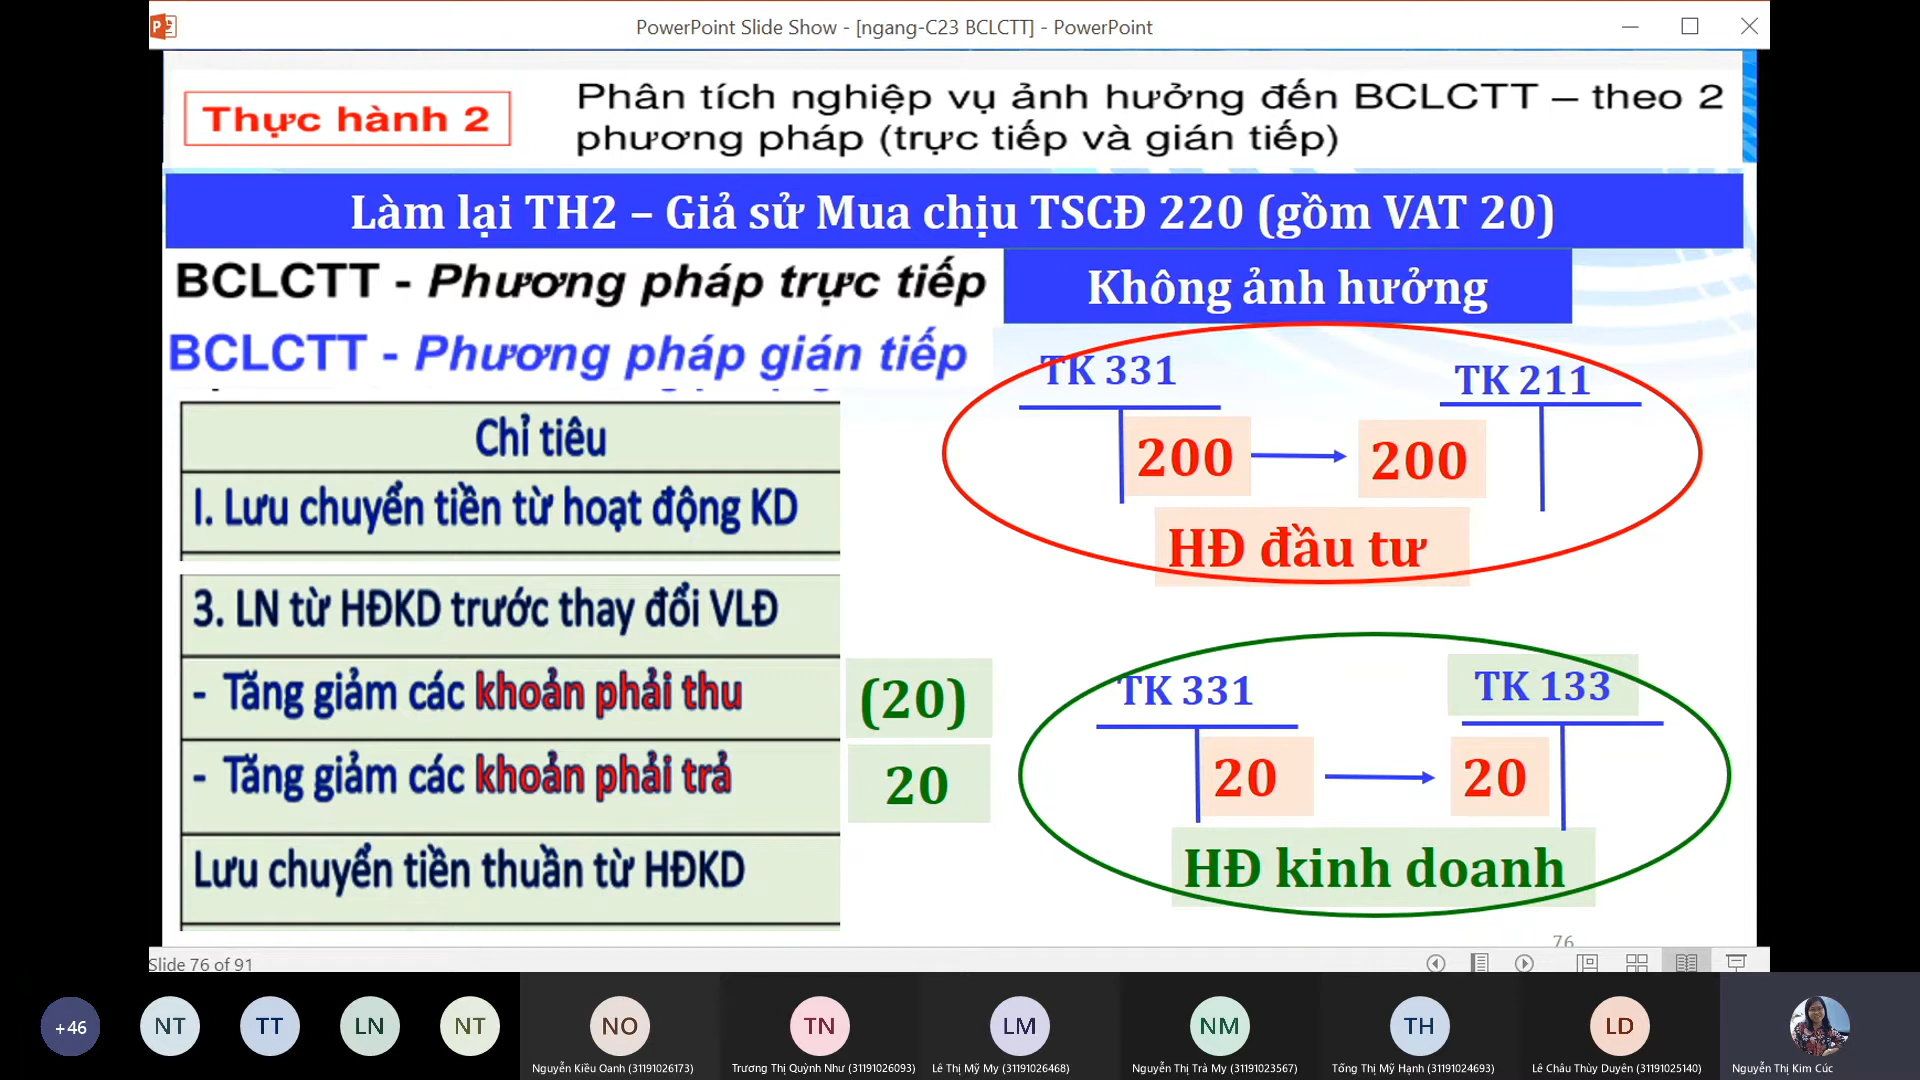 PowerPoint Slide Show - [ngang-C23 BCLCTT] - PowerPoint
Thực hành 2
Phân tích nghiệp vụ ảnh hưởng đến BCLCTT – theo 2
phương pháp (trực tiếp và gián tiếp)
Làm lại TH2 – Giả sử Mua chịu TSCĐ 220 (gồm VAT 20)
BCLCTT - Phương pháp trực tiếp
Không ảnh hưởng
BCLCTT - Phương pháp gián tiếp
TK 331
TK 211
200
200
HĐ đầu tư
Chỉ tiêu
I. Lưu chuyển tiền từ hoạt động KD
3. LN từ HĐKD trước thay đổi VLĐ
- Tăng giảm các khoản phải thu
(20)
- Tăng giảm các khoản phải trả
20
Lưu chuyển tiền thuần từ HĐKD
TK 331
TK 133
20
20
HĐ kinh doanh
76
Slide 76 of 91
+46
NT
TT
LN
NT
NO
TN
LM
NM
TH
LD
Nguyễn Kiều Oanh (31191026173)
Trương Thị Quỳnh Như (31191026093)
Lê Thị Mỹ My (31191026468)
Nguyễn Thị Trà My (31191023567)
Tống Thị Mỹ Hạnh (31191024693)
Lê Châu Thùy Duyên (31191025140)
Nguyễn Thị Kim Cúc